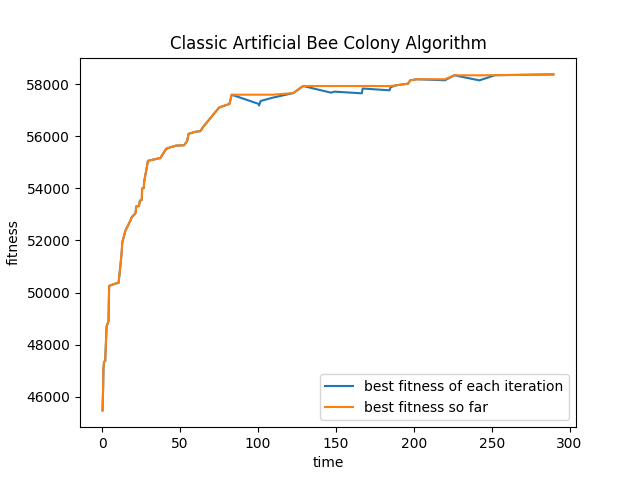 Classic Artificial Bee Colony Algorithm
58000
56000
54000
52000
50000
48000
46000
fitness
best fitness of each iteration
best fitness so far
0 50 100 150 200 250 300
time